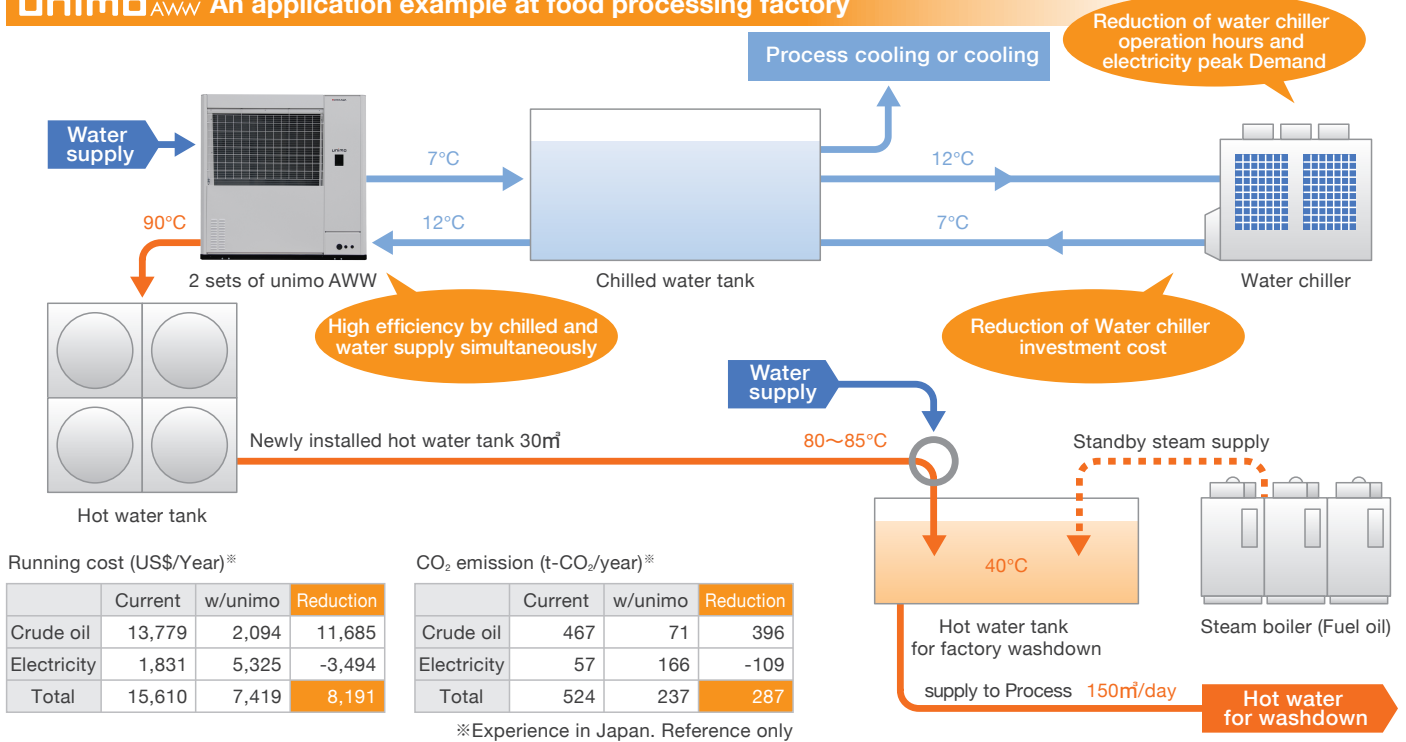 unimo AWW An application example at food processing factory
Reduction of water chiller
operation hours and
electricity peak Demand
Process cooling or cooling
Water
supply
unimo
7°C
12°C
90°C
12°C
7°C
2 sets of unimo AWW
Chilled water tank
Water chiller
High efficiency by chilled and
water supply simultaneously
Reduction of Water chiller
investment cost
Water
supply
Newly installed hot water tank 30㎥
80～85°C
Standby steam supply
Hot water tank
40°C
Hot water tank
for factory washdown
Steam boiler (Fuel oil)
supply to Process 150㎥/day
Hot water
for washdown
Running cost (US$/Year)※
Current w/unimo Reduction
Crude oil 13,779 2,094 11,685
Electricity 1,831 5,325 -3,494
Total 15,610 7,419 8,191
CO₂ emission (t-CO₂/year)※
Current w/unimo Reduction
Crude oil 467 71 396
Electricity 57 166 -109
Total 524 237 287
※Experience in Japan. Reference only